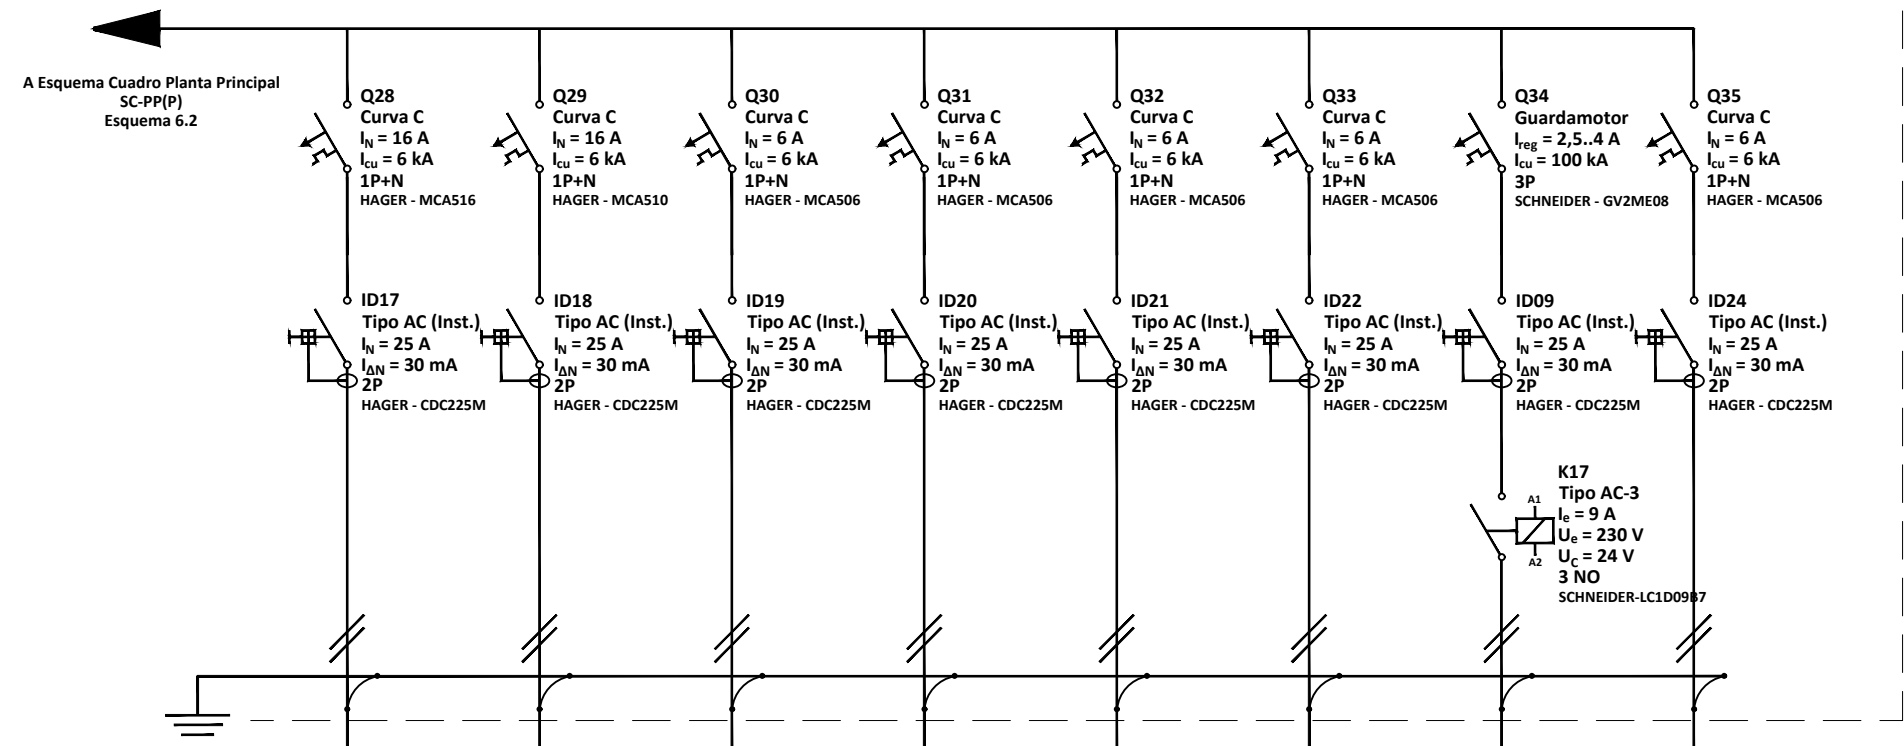 A Esquema Cuadro Planta Principal
SC-PP(P)
Esquema 6.2
Q28
Curva C
IN = 16 A
Icu = 6 kA
1P+N
HAGER - MCA516
Q29
Curva C
IN = 16 A
Icu = 6 kA
1P+N
HAGER - MCA510
Q30
Curva C
IN = 6 A
Icu = 6 kA
1P+N
HAGER - MCA506
Q31
Curva C
IN = 6 A
Icu = 6 kA
1P+N
HAGER - MCA506
Q32
Curva C
IN = 6 A
Icu = 6 kA
1P+N
HAGER - MCA506
Q33
Curva C
IN = 6 A
Icu = 6 kA
1P+N
HAGER - MCA506
Q34
Guardamotor
Ireg = 2,5..4 A
Icu = 100 kA
3P
SCHNEIDER - GV2ME08
Q35
Curva C
IN = 6 A
Icu = 6 kA
1P+N
HAGER - MCA506
ID17
Tipo AC (Inst.)
IN = 25 A
IΔN = 30 mA
2P
HAGER - CDC225M
ID18
Tipo AC (Inst.)
IN = 25 A
IΔN = 30 mA
2P
HAGER - CDC225M
ID19
Tipo AC (Inst.)
IN = 25 A
IΔN = 30 mA
2P
HAGER - CDC225M
ID20
Tipo AC (Inst.)
IN = 25 A
IΔN = 30 mA
2P
HAGER - CDC225M
ID21
Tipo AC (Inst.)
IN = 25 A
IΔN = 30 mA
2P
HAGER - CDC225M
ID22
Tipo AC (Inst.)
IN = 25 A
IΔN = 30 mA
2P
HAGER - CDC225M
ID09
Tipo AC (Inst.)
IN = 25 A
IΔN = 30 mA
2P
HAGER - CDC225M
ID24
Tipo AC (Inst.)
IN = 25 A
IΔN = 30 mA
2P
HAGER - CDC225M
K17
Tipo AC-3
Ie = 9 A
Ue = 230 V
UC = 24 V
3 NO
SCHNEIDER-LC1D09B7
A1
A2